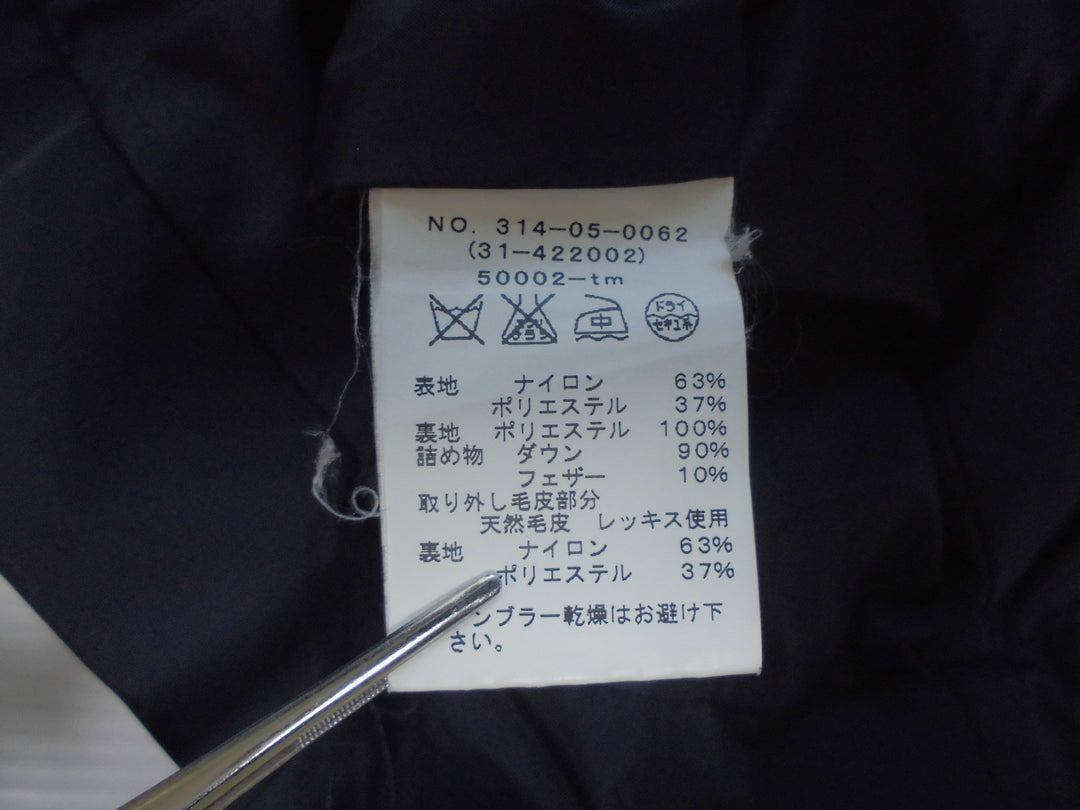 NO. 314-05-0062
(31-422002)
50002-tm
中 ドライ
セキユ系
表地 ナイロン 63%
ポリエステル 37%
裏地 ポリエステル 100%
詰め物 ダウン 90%
フェザー 10%
取り外し毛皮部分
天然毛皮 レッキス使用
裏地 ナイロン 63%
ポリエステル 37%
ンブラー乾燥はお避け下
さい。